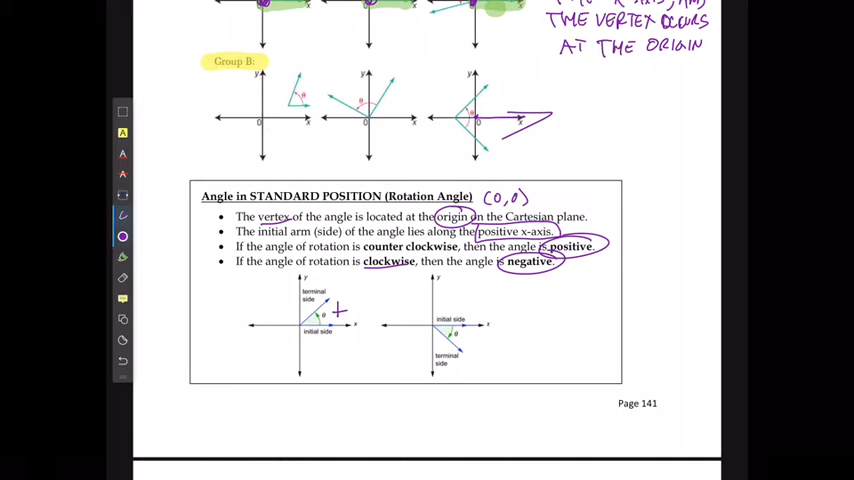 THE VERTEX OCCURS
AT THE ORIGIN
Group B:
y
θ
0
x
y
θ
0
x
y
θ
0
x
Angle in STANDARD POSITION (Rotation Angle) (0,0)
• The vertex of the angle is located at the origin on the Cartesian plane.
• The initial arm (side) of the angle lies along the positive x-axis.
• If the angle of rotation is counter clockwise, then the angle is positive.
• If the angle of rotation is clockwise, then the angle is negative.
y
terminal
side
θ
+
x
initial side
y
initial side
x
θ
terminal
side
Page 141